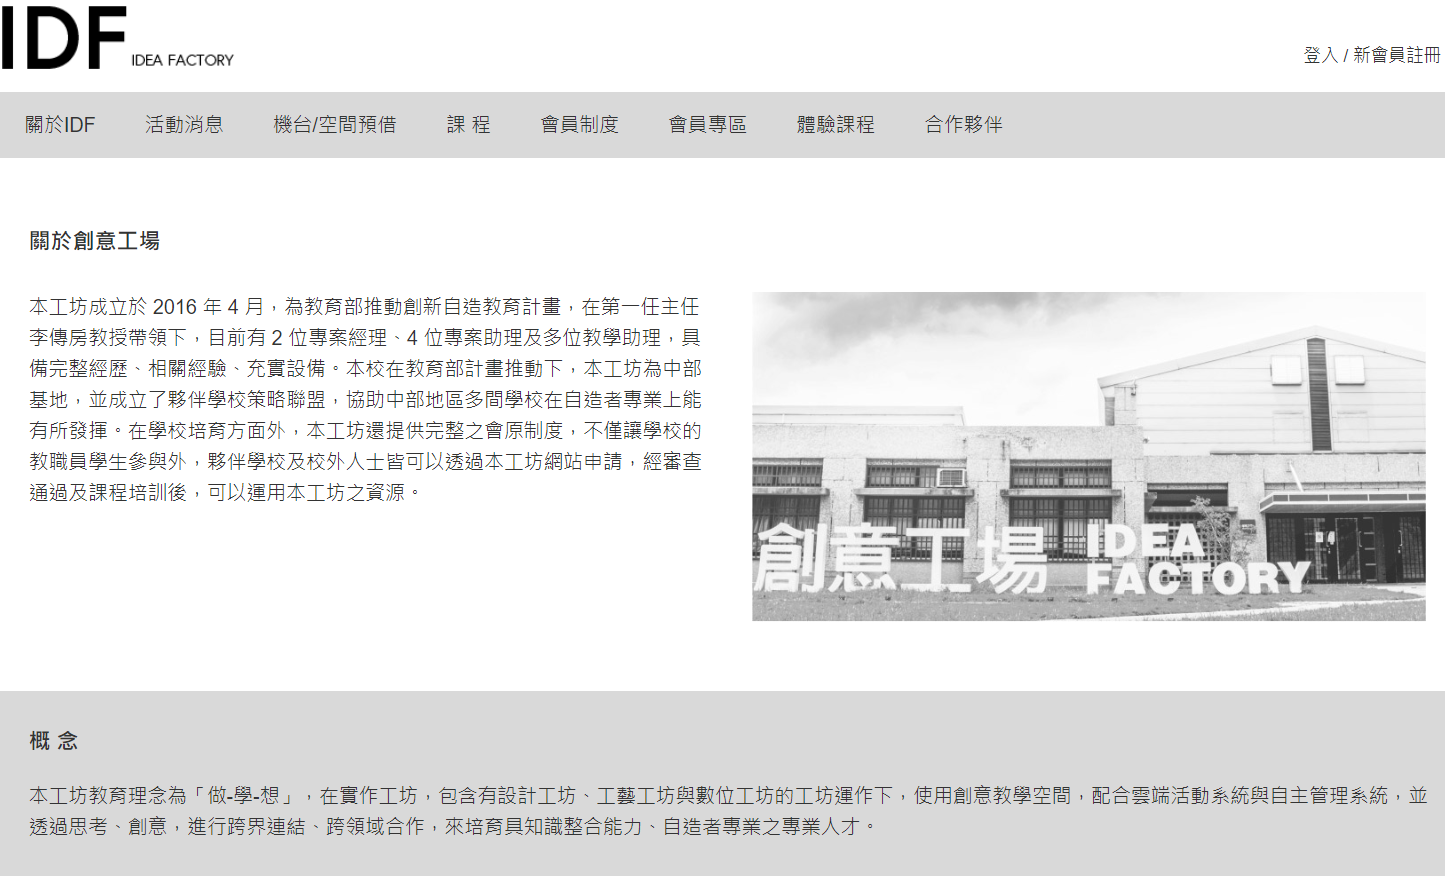 IDF IDEA FACTORY
登入 / 新會員註冊
關於IDF 活動消息 機台/空間預借 課 程 會員制度 會員專區 體驗課程 合作夥伴
關於創意工場
本工坊成立於 2016 年 4 月，為教育部推動創新自造教育計畫，在第一任主任
李傳房教授帶領下，目前有 2 位專案經理、4 位專案助理及多位教學助理，具
備完整經歷、相關經驗、充實設備。本校在教育部計畫推動下，本工坊為中部
基地，並成立了夥伴學校策略聯盟，協助中部地區多間學校在自造者專業上能
有所發揮。在學校培育方面外，本工坊還提供完整之會原制度，不僅讓學校的
教職員學生參與外，夥伴學校及校外人士皆可以透過本工坊網站申請，經審查
通過及課程培訓後，可以運用本工坊之資源。
創意工場 IDEA
FACTORY
概 念
本工坊教育理念為「做-學-想」，在實作工坊，包含有設計工坊、工藝工坊與數位工坊的工坊運作下，使用創意教學空間，配合雲端活動系統與自主管理系統，並
透過思考、創意，進行跨界連結、跨領域合作，來培育具知識整合能力、自造者專業之專業人才。